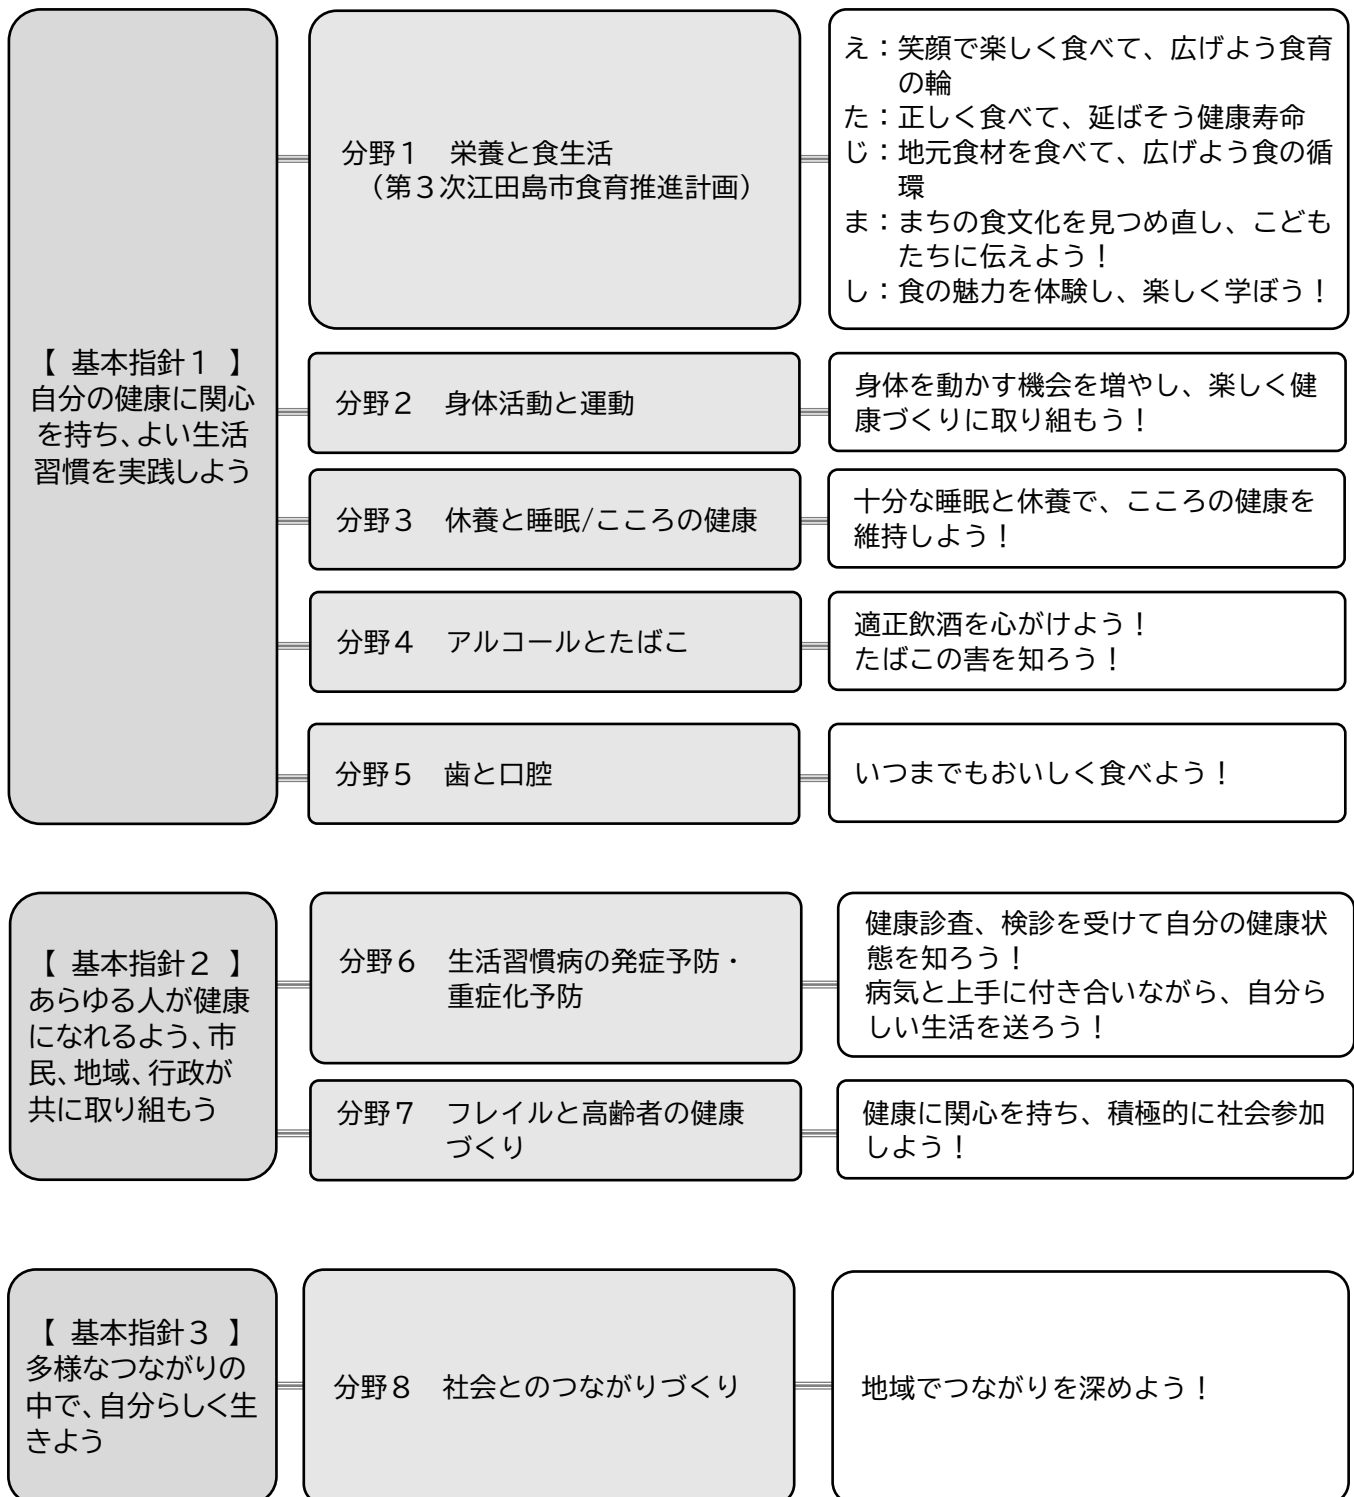 【 基本指針１ 】
自分の健康に関心
を持ち、よい生活
習慣を実践しよう
分野１　栄養と食生活
（第３次江田島市食育推進計画）
え：笑顔で楽しく食べて、広げよう食育
の輪
た：正しく食べて、延ばそう健康寿命
じ：地元食材を食べて、広げよう食の循
環
ま：まちの食文化を見つめ直し、こども
たちに伝えよう！
し：食の魅力を体験し、楽しく学ぼう！
分野２　身体活動と運動
身体を動かす機会を増やし、楽しく健
康づくりに取り組もう！
分野３　休養と睡眠/こころの健康
十分な睡眠と休養で、こころの健康を
維持しよう！
分野４　アルコールとたばこ
適正飲酒を心がけよう！
たばこの害を知ろう！
分野５　歯と口腔
いつまでもおいしく食べよう！
【 基本指針２ 】
あらゆる人が健康
になれるよう、市
民、地域、行政が
共に取り組もう
分野６　生活習慣病の発症予防・
重症化予防
健康診査、検診を受けて自分の健康状
態を知ろう！
病気と上手に付き合いながら、自分ら
しい生活を送ろう！
分野７　フレイルと高齢者の健康
づくり
健康に関心を持ち、積極的に社会参加
しよう！
【 基本指針３ 】
多様なつながりの
中で、自分らしく生
きよう
分野８　社会とのつながりづくり
地域でつながりを深めよう！